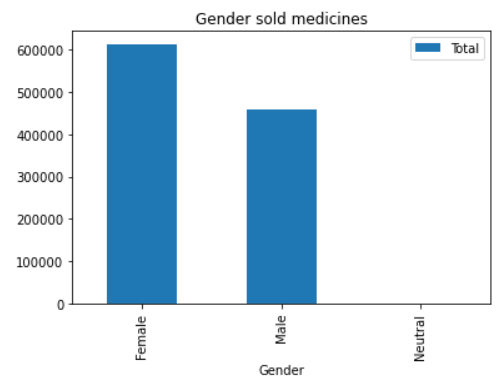 Gender sold medicines
Total
600000
500000
400000
300000
200000
100000
0
Female
Male
Neutral
Gender